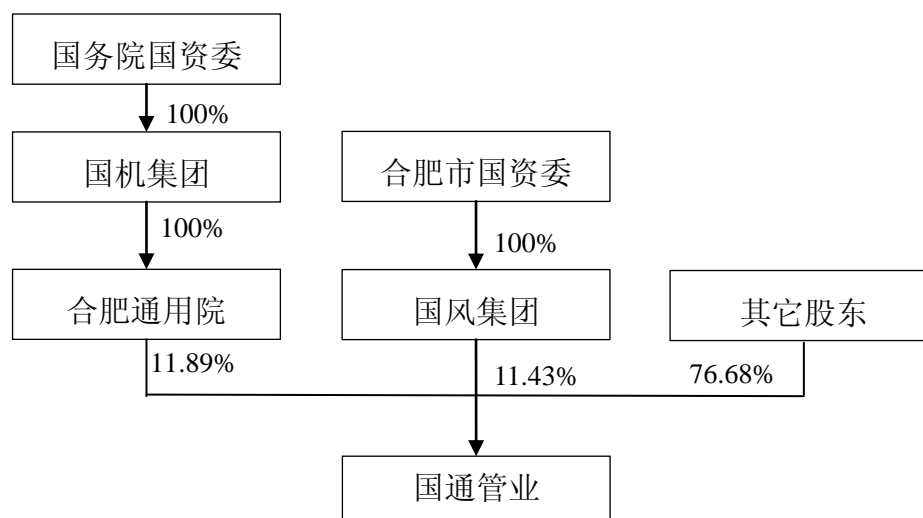 国务院国资委
100%
国机集团
合肥市国资委
100%
100%
合肥通用院
国风集团
其它股东
11.89%
11.43%
76.68%
国通管业